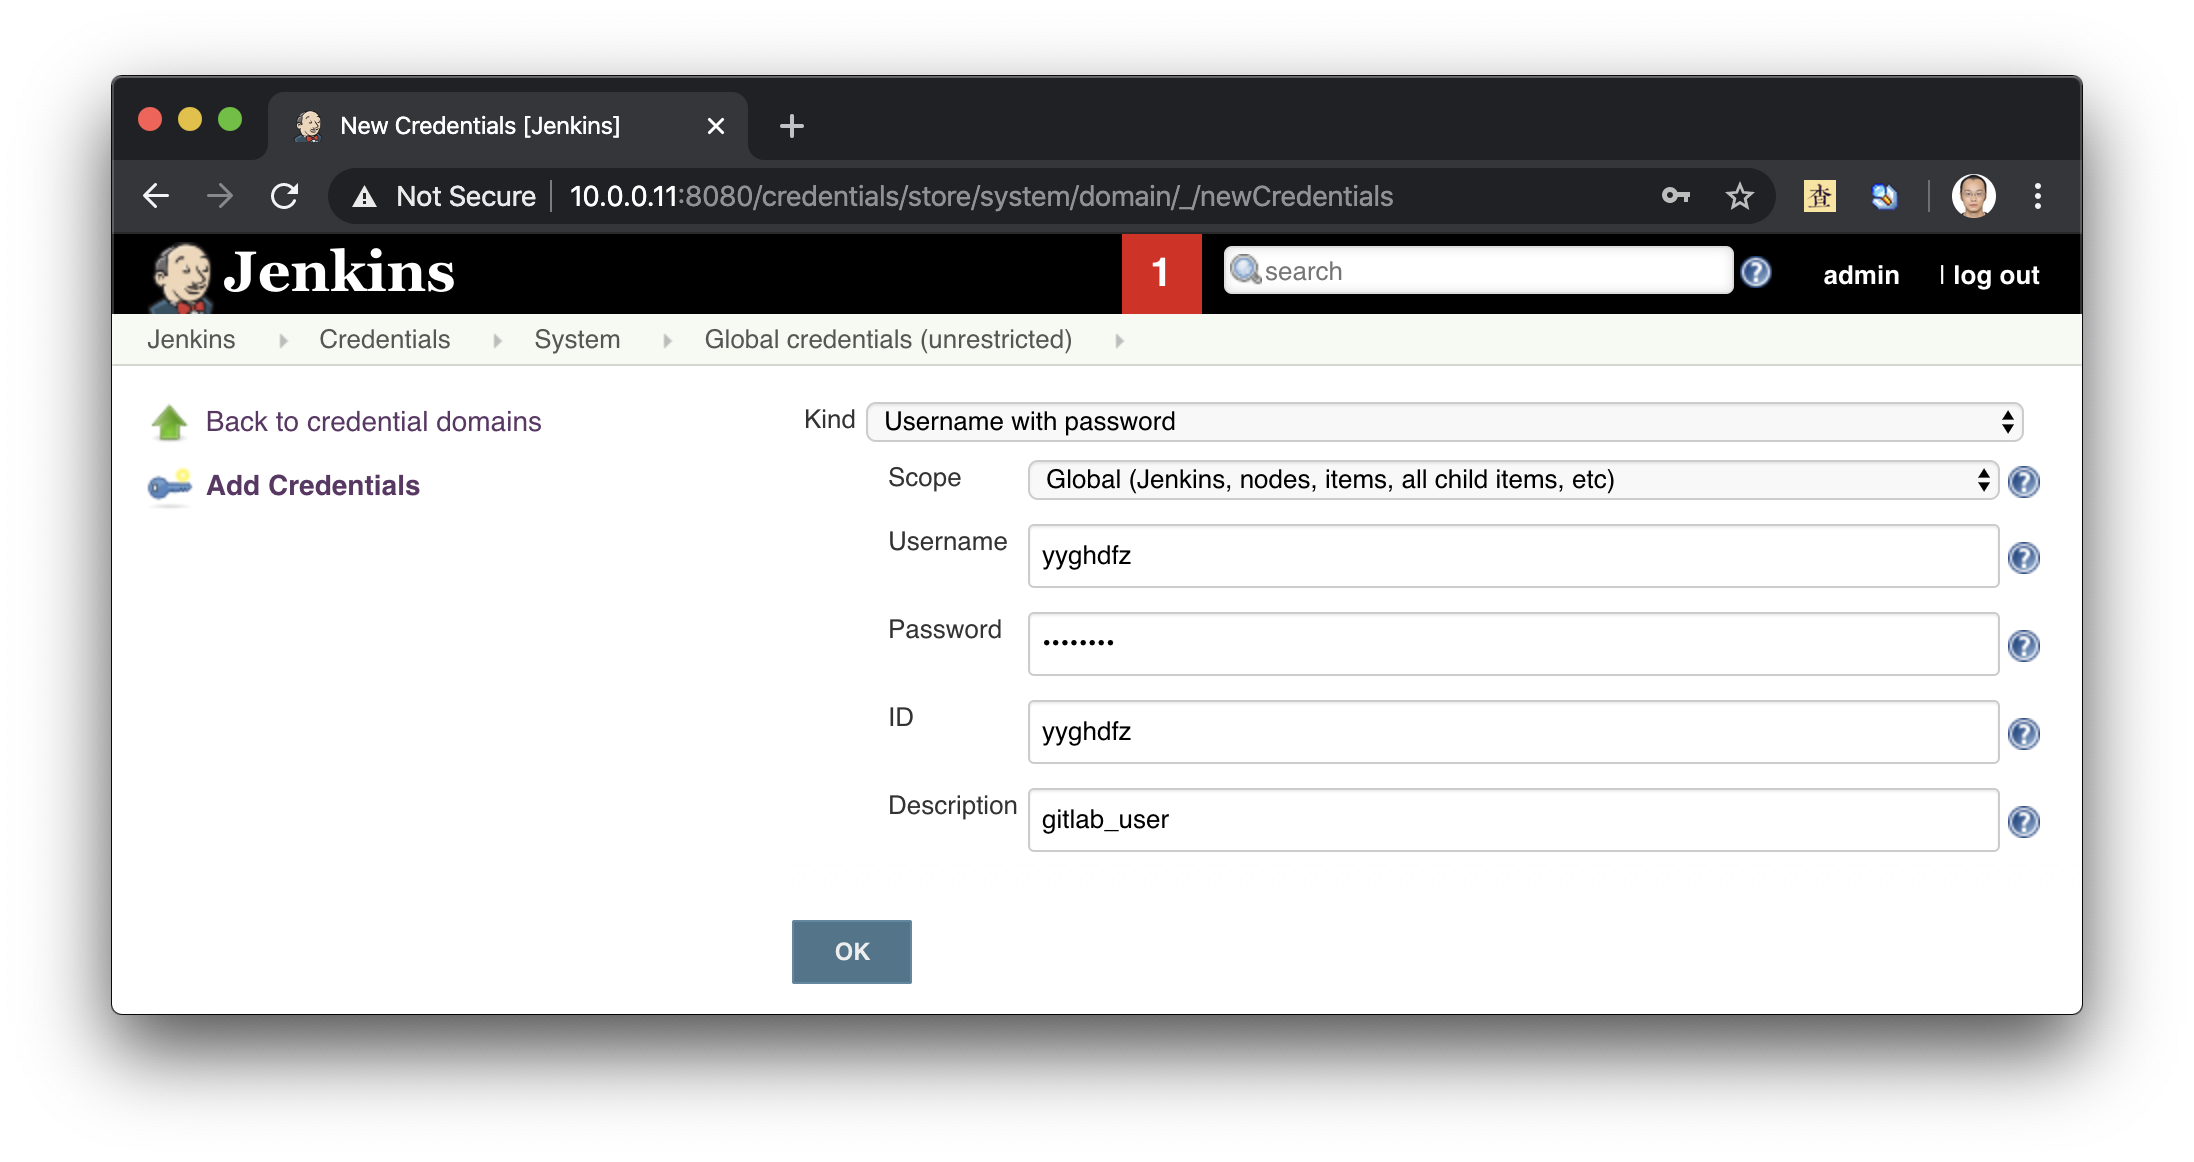 New Credentials [Jenkins]
Not Secure 10.0.0.11:8080/credentials/store/system/domain/_/newCredentials
查
Jenkins 1 search admin | log out
Jenkins Credentials System Global credentials (unrestricted)
Back to credential domains
Add Credentials
Kind Username with password
Scope Global (Jenkins, nodes, items, all child items, etc)
Username yyghdfz
Password ••••••••
ID yyghdfz
Description gitlab_user
OK